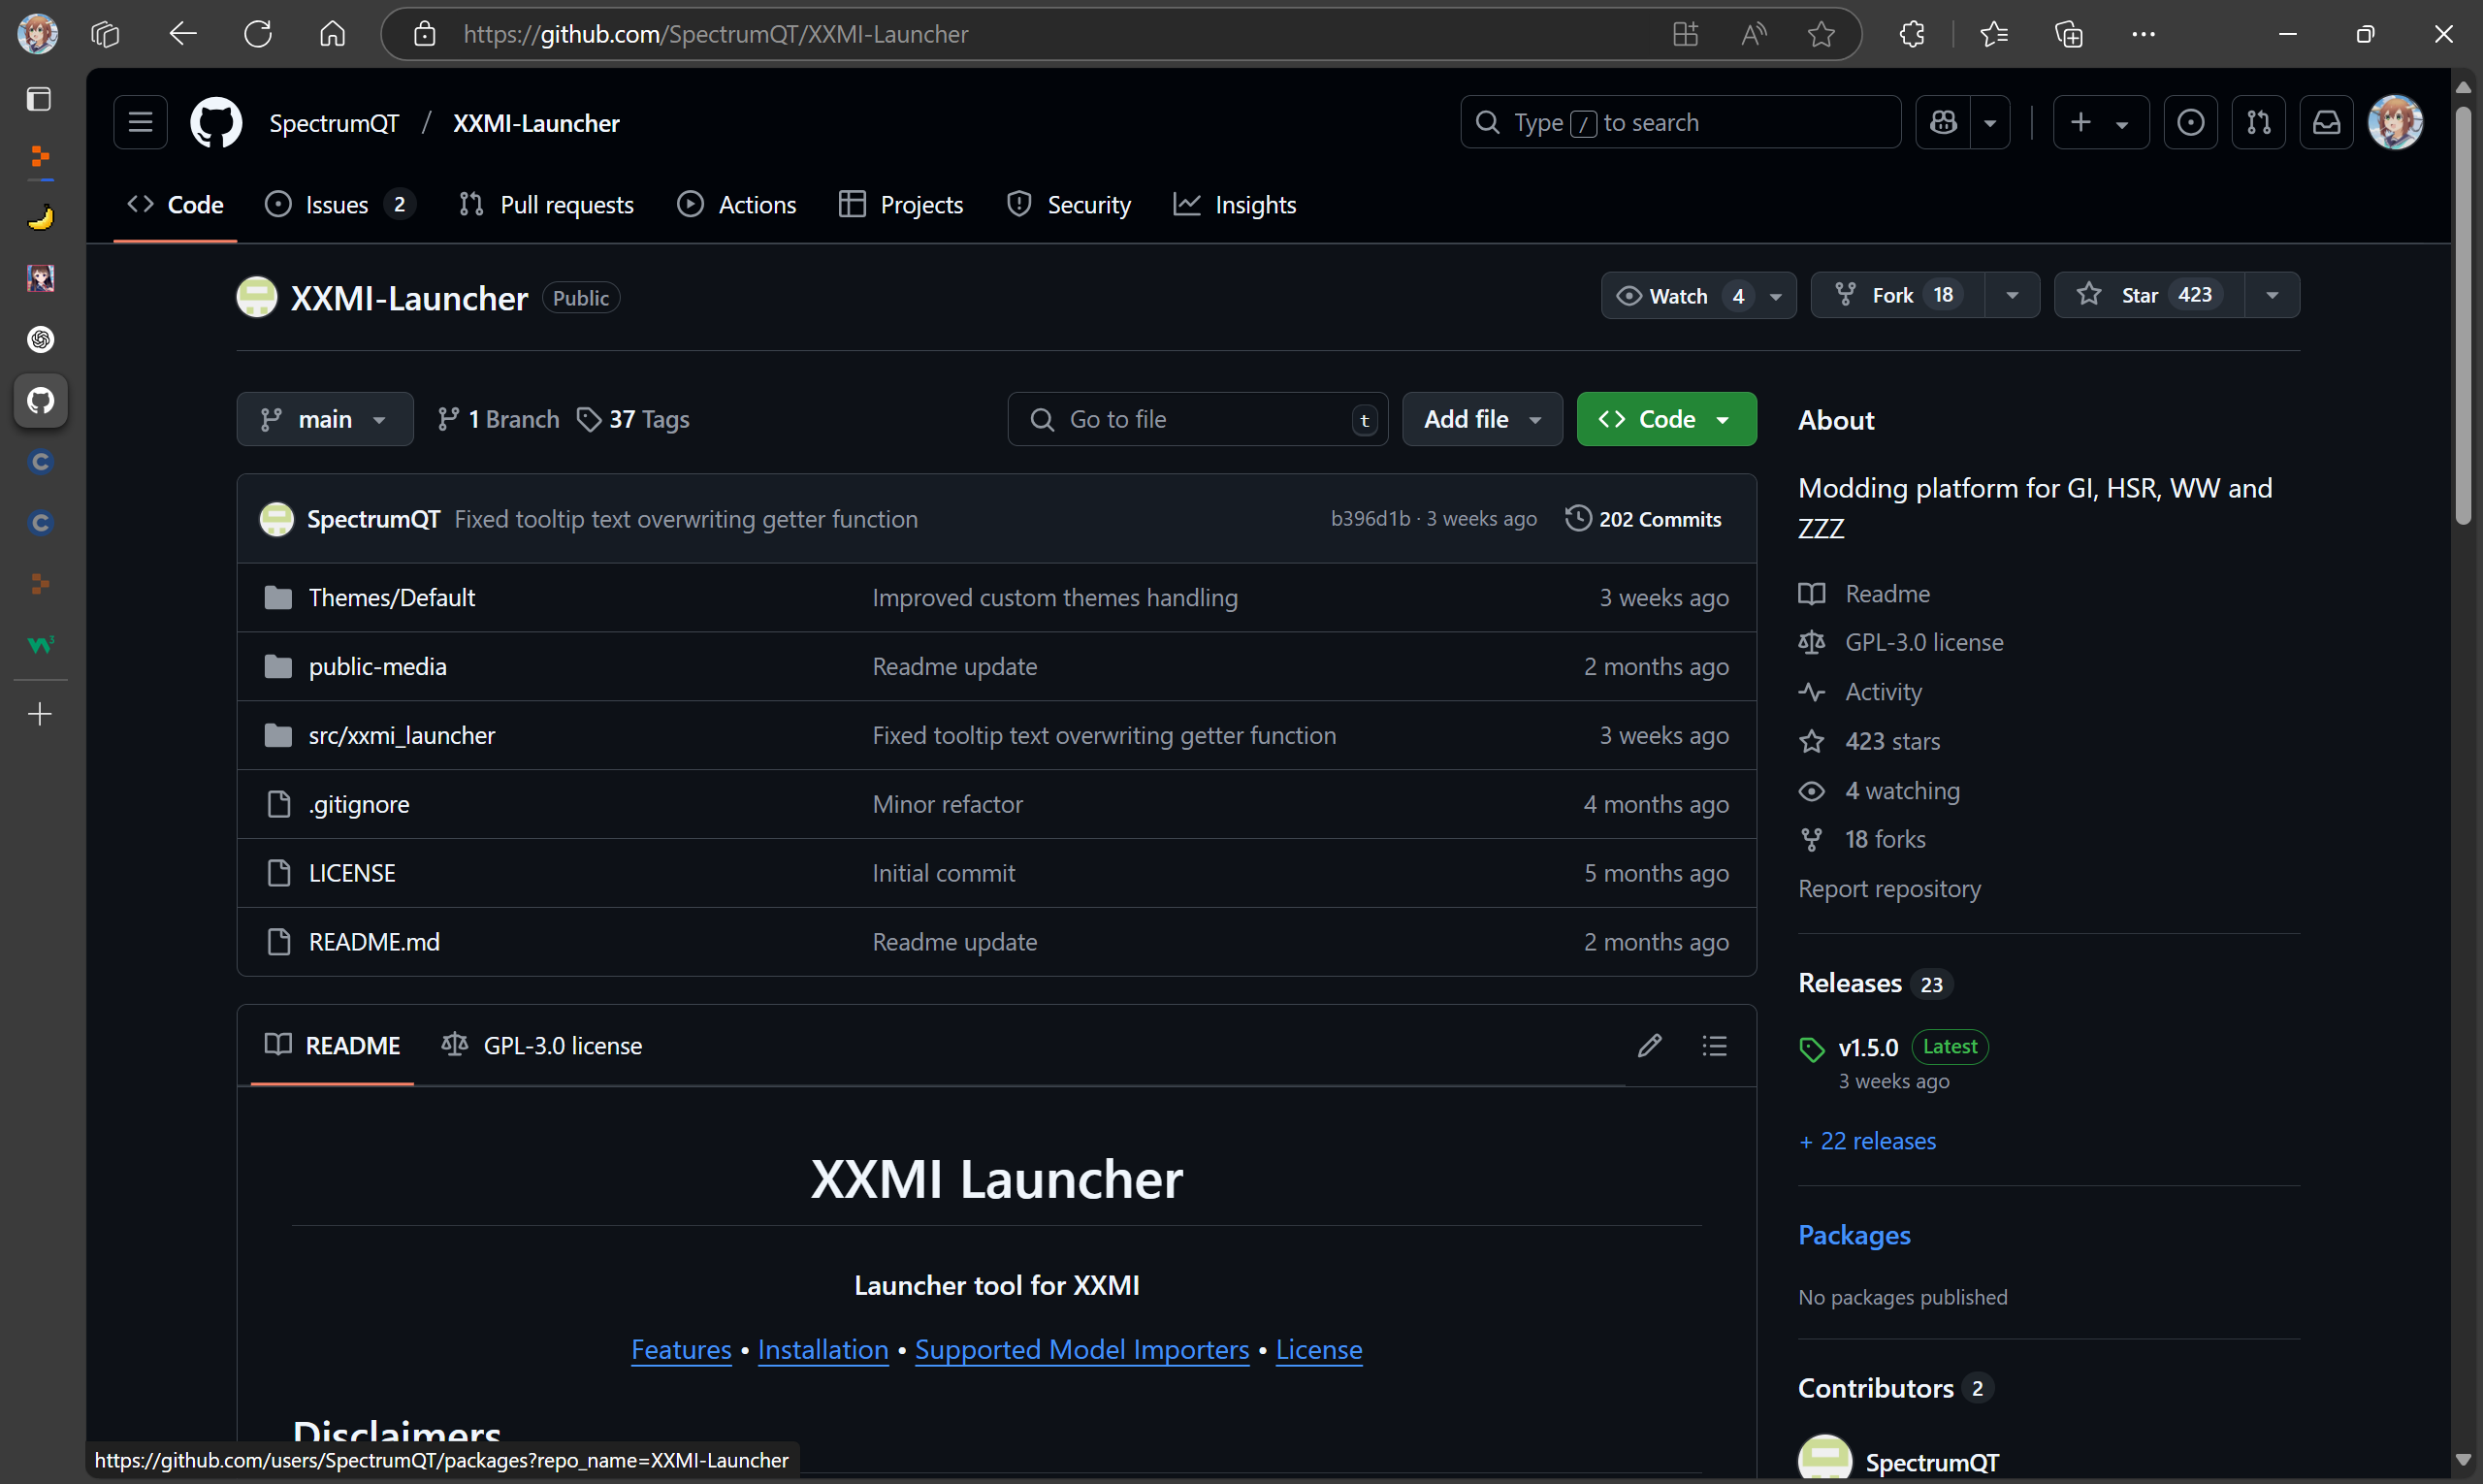 https://github.com/SpectrumQT/XXMI-Launcher
SpectrumQT / XXMI-Launcher
Type / to search
Code
Issues 2
Pull requests
Actions
Projects
Security
Insights
XXMI-Launcher Public
Watch 4
Fork 18
Star 423
main
1 Branch
37 Tags
Go to file t
Add file
Code
SpectrumQT Fixed tooltip text overwriting getter function b396d1b · 3 weeks ago 202 Commits
Themes/Default Improved custom themes handling 3 weeks ago
public-media Readme update 2 months ago
src/xxmi_launcher Fixed tooltip text overwriting getter function 3 weeks ago
.gitignore Minor refactor 4 months ago
LICENSE Initial commit 5 months ago
README.md Readme update 2 months ago
README
GPL-3.0 license
XXMI Launcher
Launcher tool for XXMI
Features • Installation • Supported Model Importers • License
Disclaimers
About
Modding platform for GI, HSR, WW and
ZZZ
Readme
GPL-3.0 license
Activity
423 stars
4 watching
18 forks
Report repository
Releases 23
v1.5.0 Latest
3 weeks ago
+ 22 releases
Packages
No packages published
Contributors 2
SpectrumQT
https://github.com/users/SpectrumQT/packages?repo_name=XXMI-Launcher